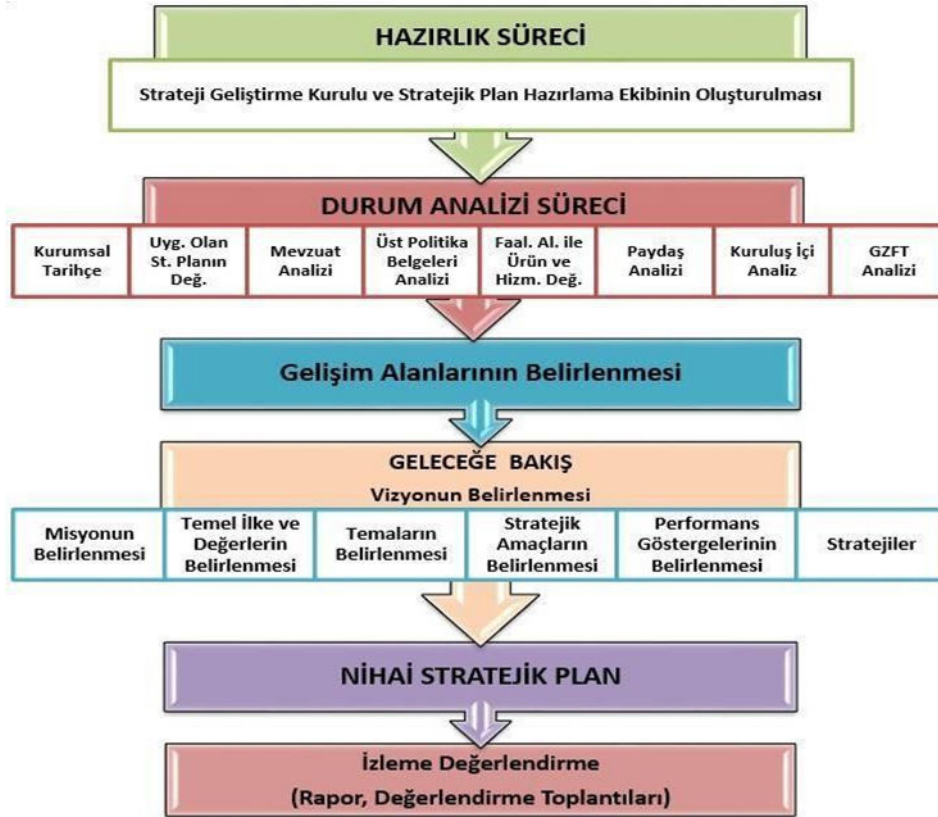 HAZIRLIK SÜRECİ
Strateji Geliştirme Kurulu ve Stratejik Plan Hazırlama Ekibinin Oluşturulması
DURUM ANALİZİ SÜRECİ
Kurumsal
Tarihçe
Uyg. Olan
St. Planın
Değ.
Mevzuat
Analizi
Üst Politika
Belgeleri
Analizi
Faal. Al. ile
Ürün ve
Hizm. Değ.
Paydaş
Analizi
Kuruluş İçi
Analiz
GZFT
Analizi
Gelişim Alanlarının Belirlenmesi
GELECEĞE BAKIŞ
Vizyonun Belirlenmesi
Misyonun
Belirlenmesi
Temel İlke ve
Değerlerin
Belirlenmesi
Temaların
Belirlenmesi
Stratejik
Amaçların
Belirlenmesi
Performans
Göstergelerinin
Belirlenmesi
Stratejiler
NİHAİ STRATEJİK PLAN
İzleme Değerlendirme
(Rapor, Değerlendirme Toplantıları)